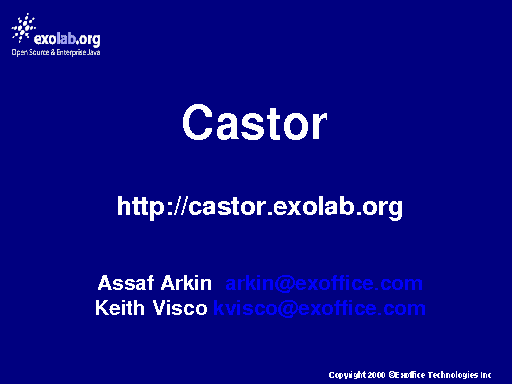 exolab.org
Open Source & Enterprise Java
Castor
http://castor.exolab.org
Assaf Arkin arkin@exoffice.com
Keith Visco kvisco@exoffice.com
Copyright 2000 ©Exoffice Technologies Inc